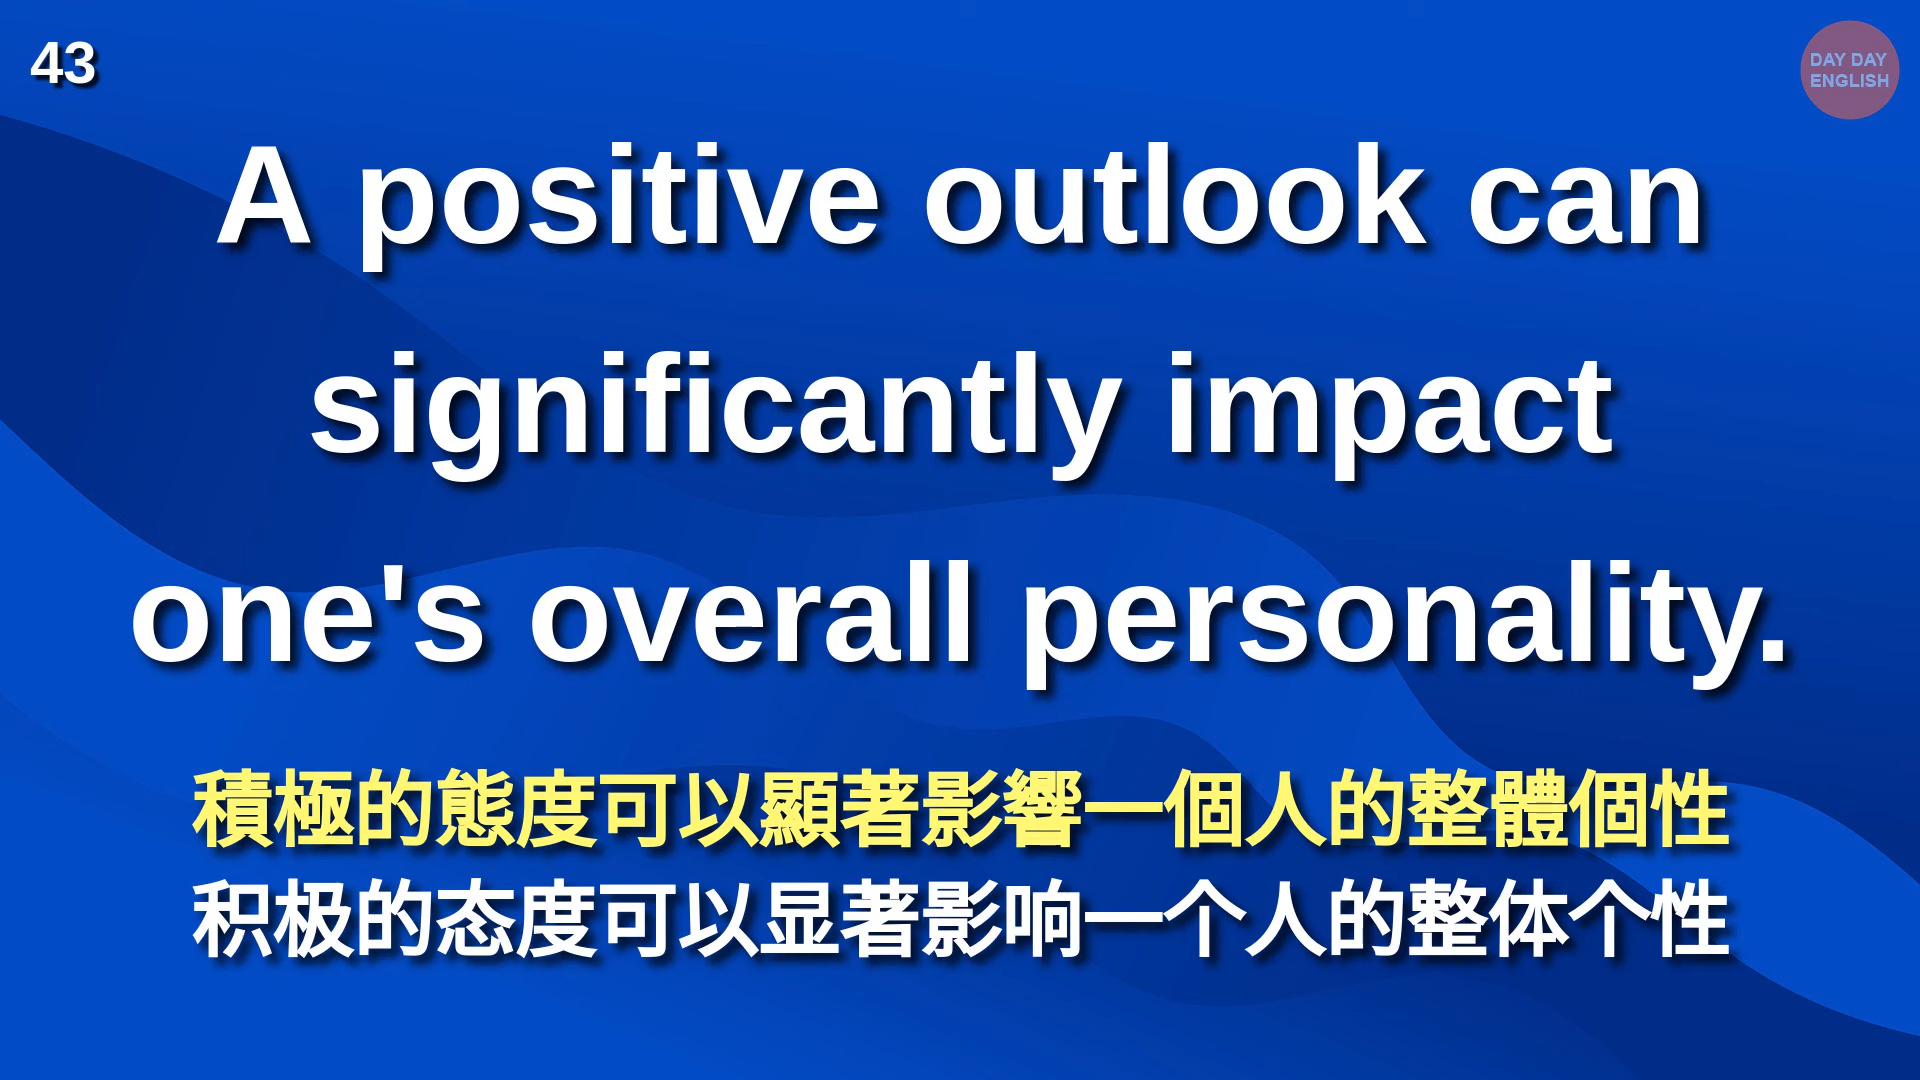 43
DAY DAY
ENGLISH
A positive outlook can
significantly impact
one's overall personality.
積極的態度可以顯著影響一個人的整體個性
积极的态度可以显著影响一个人的整体个性